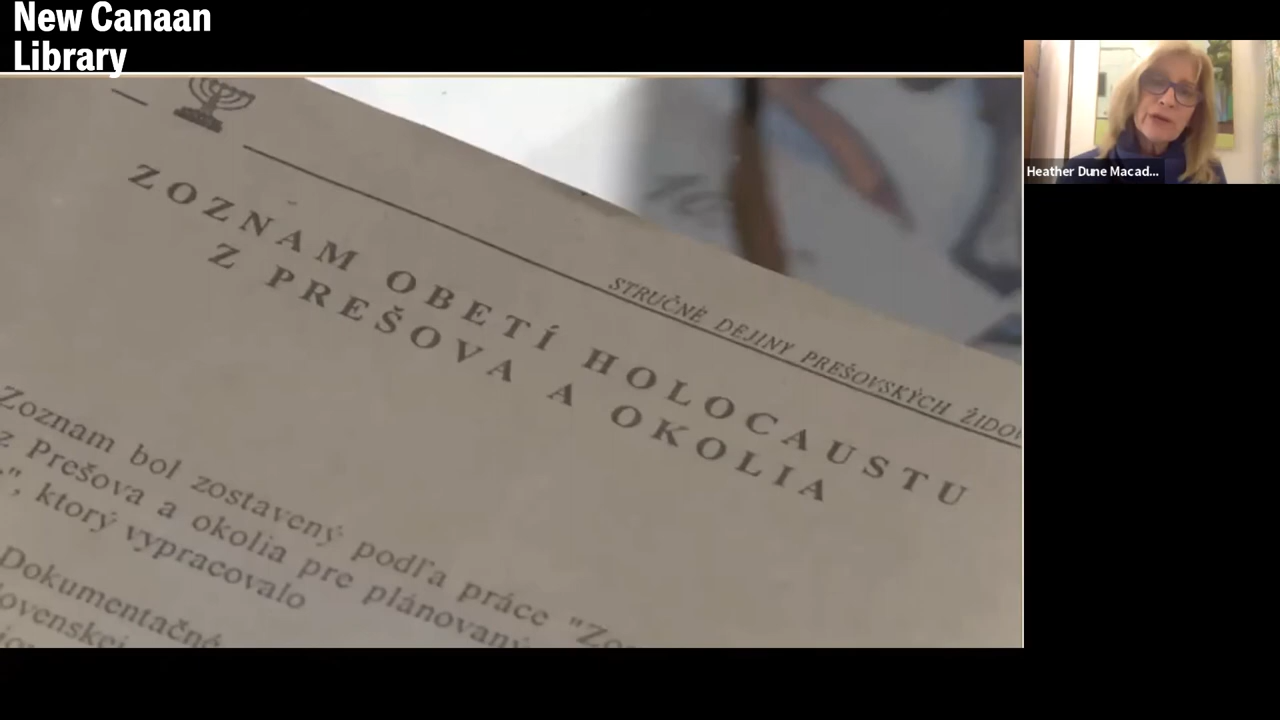 New Canaan
Library
Heather Dune Macad...
STRUČNÉ DEJINY PREŠOVSKÝCH
ZOZNAM OBETÍ HOLOCAUSTU
Z PREŠOVA A OKOLIA
Zoznam bol zostavený podľa práce
z Prešova a okolia pre plánovaný
ktorý vypracovalo
Dokumentačné